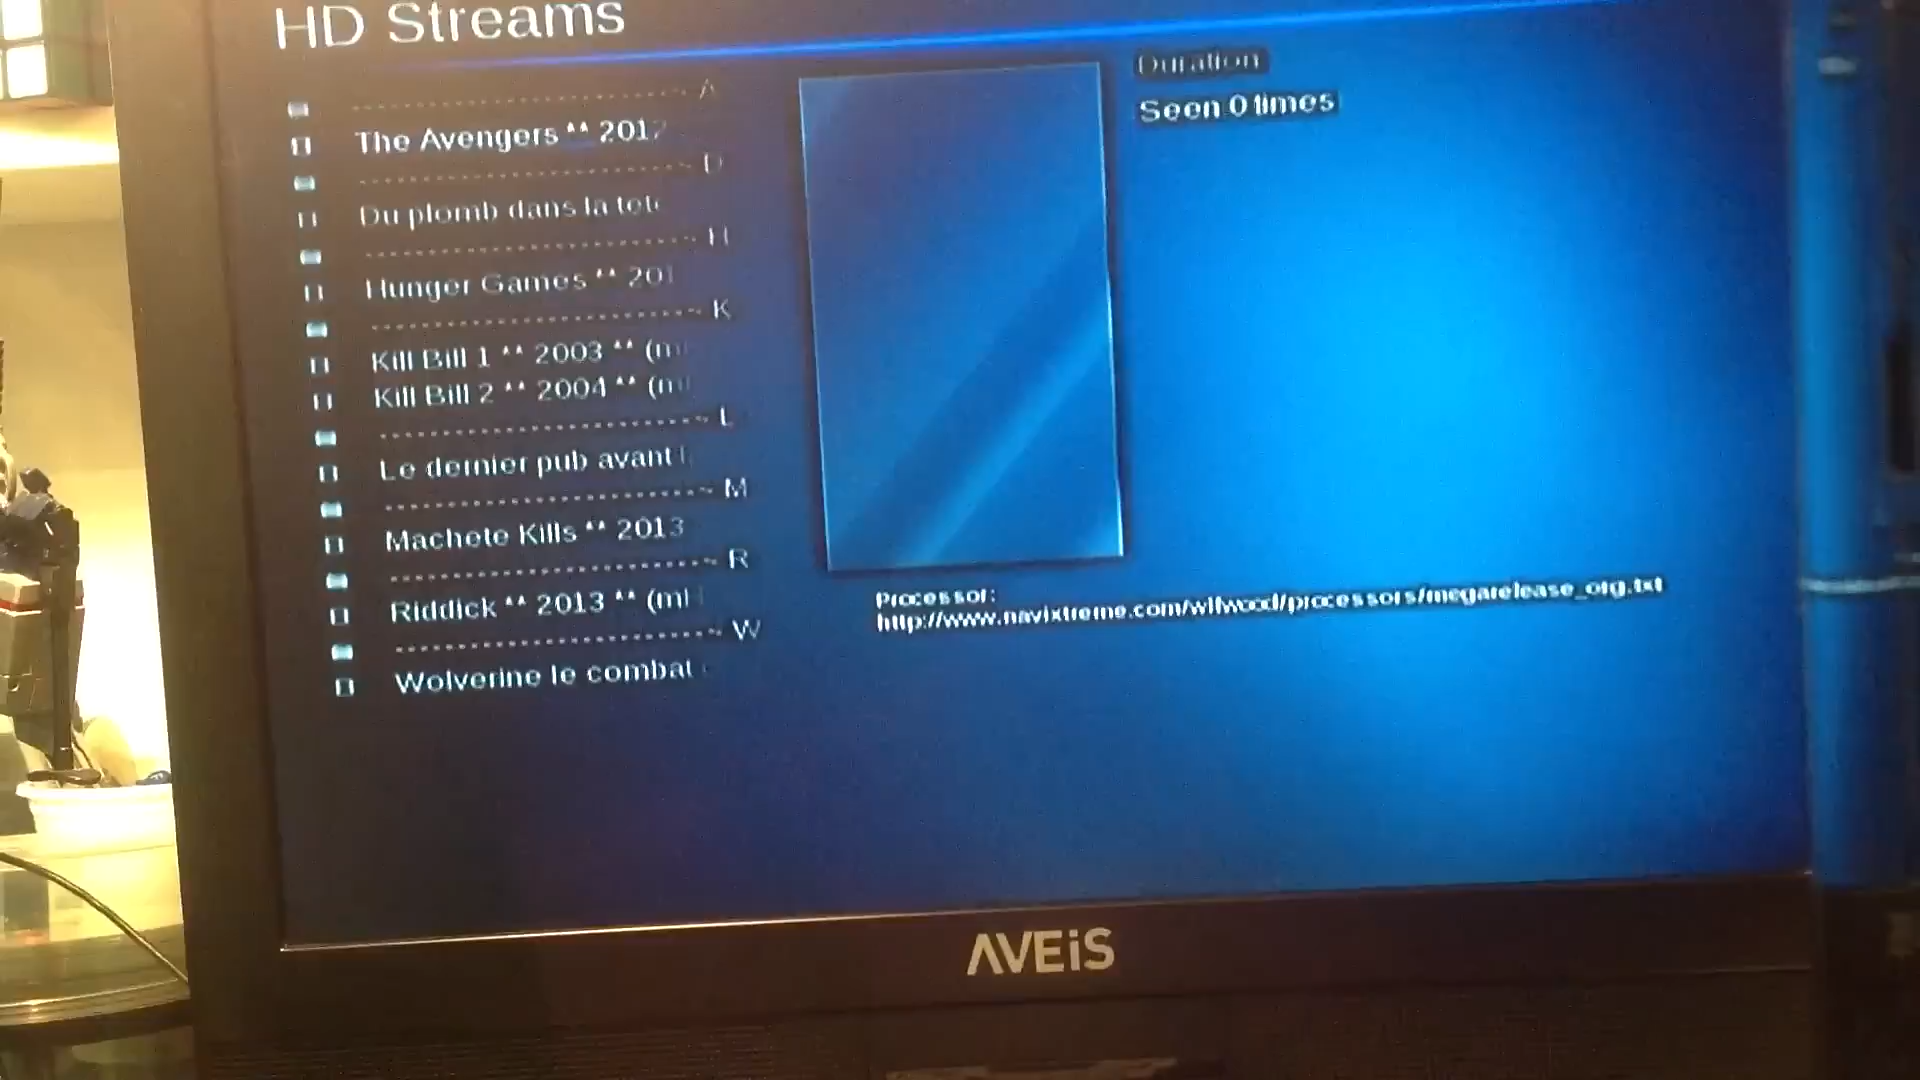 HD Streams
Duration
Seen 0 times
A
The Avengers ** 2012
D
Du plomb dans la tete
H
Hunger Games ** 201
K
Kill Bill 1 ** 2003 ** (m
Kill Bill 2 ** 2004 ** (m
L
Le dernier pub avant l
M
Machete Kills ** 2013
R
Riddick ** 2013 ** (ml
W
Wolverine le combat
Processor:
http://www.navixtreme.com/wlfwood/processors/megarelease_org.txt
AVEiS